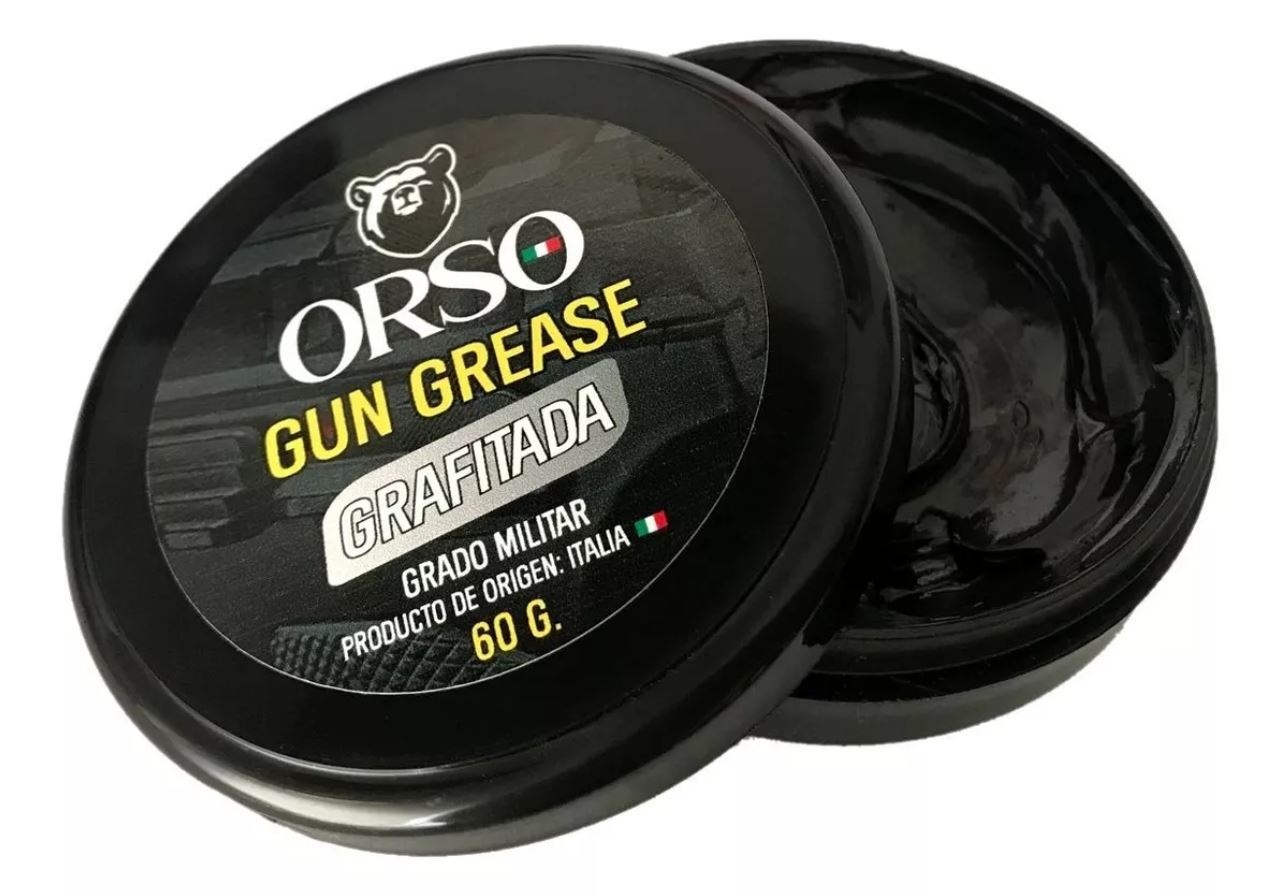 ORSO
GUN GREASE
GRAFITADA
GRADO MILITAR
PRODUCTO DE ORIGEN: ITALIA
60 G.